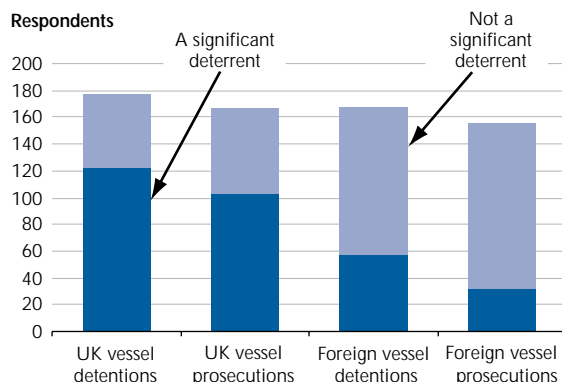 Respondents
A significant
deterrent
Not a
significant
deterrent
200
180
160
140
120
100
80
60
40
20
0
UK vessel
detentions
UK vessel
prosecutions
Foreign vessel
detentions
Foreign vessel
prosecutions